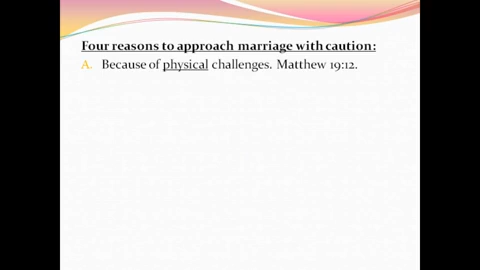 Four reasons to approach marriage with caution:
A. Because of physical challenges. Matthew 19:12.